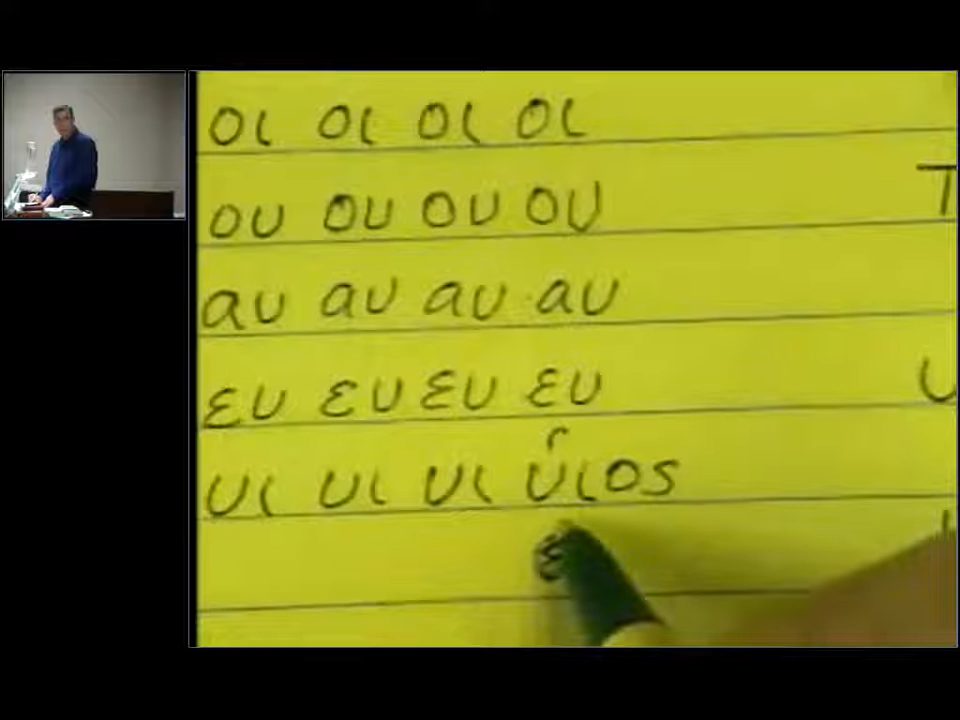 οι οι οι οι
ου ου ου ου
αυ αυ αυ αυ
ευ ευ ευ ευ
υι υι υι ὑιος
ε